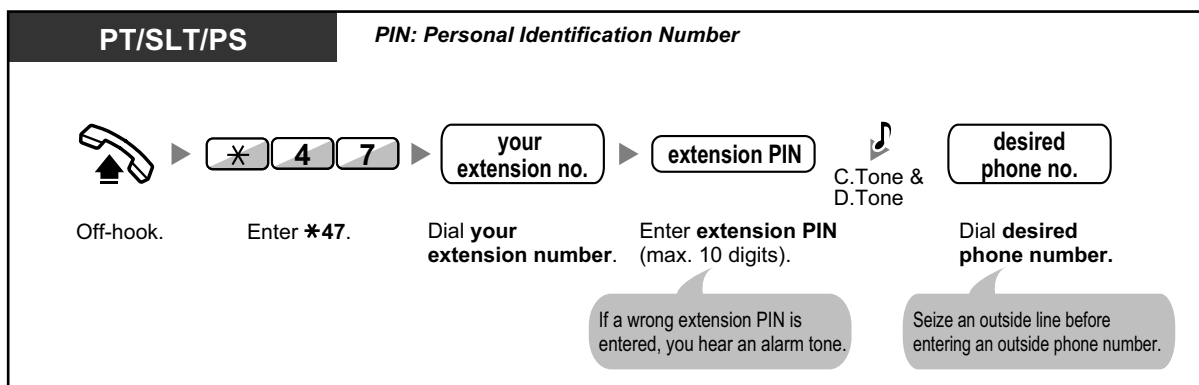 PT/SLT/PS
PIN: Personal Identification Number
* 4 7
your
extension no.
extension PIN
C.Tone &
D.Tone
desired
phone no.
Off-hook.
Enter *47.
Dial your
extension number.
Enter extension PIN
(max. 10 digits).
Dial desired
phone number.
If a wrong extension PIN is
entered, you hear an alarm tone.
Seize an outside line before
entering an outside phone number.